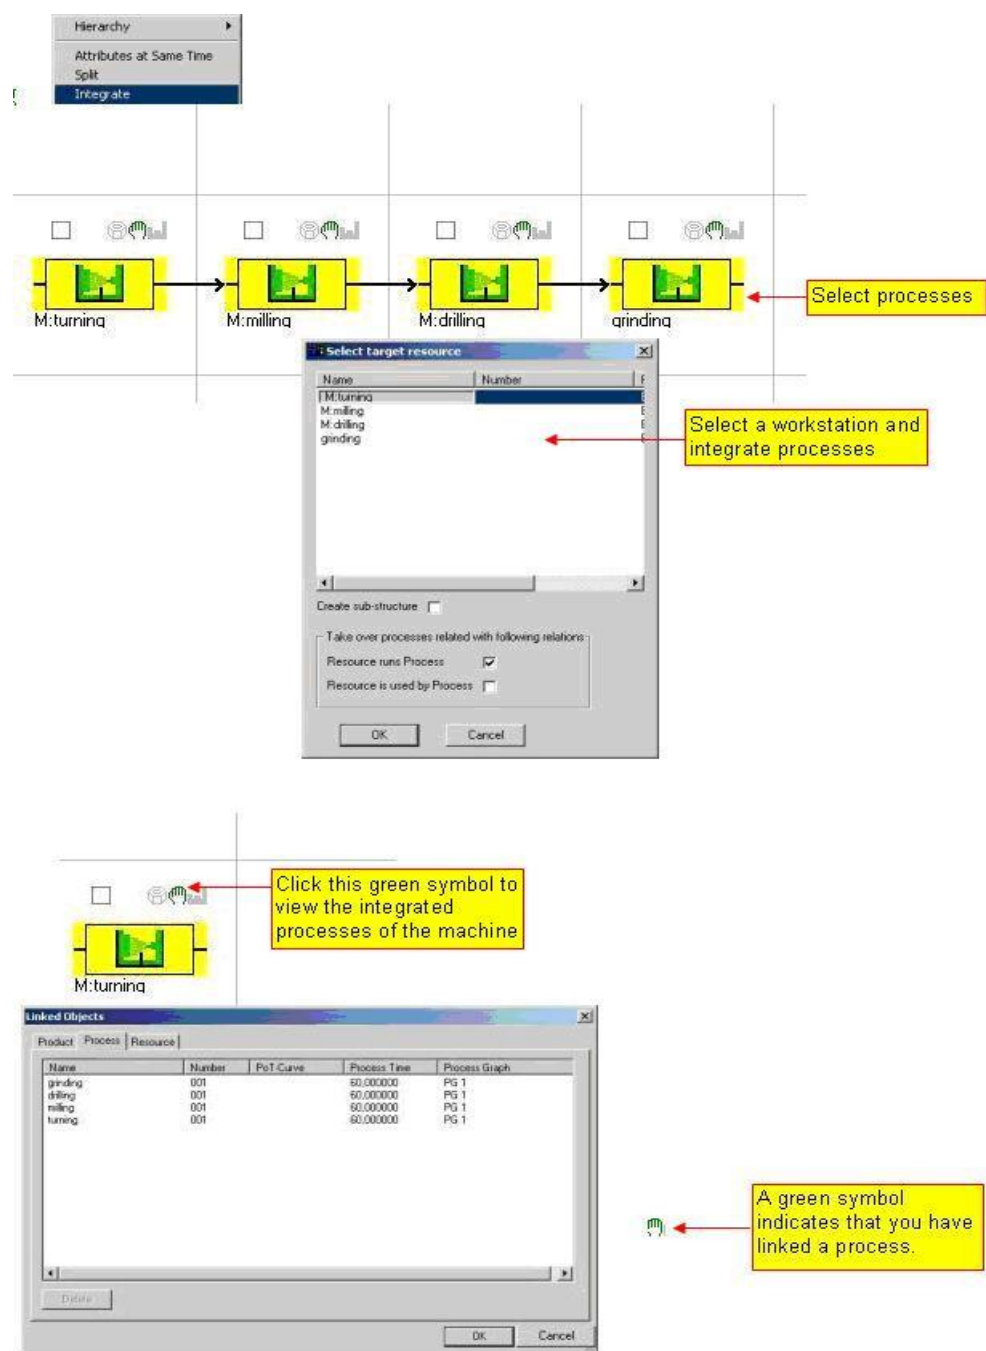 Hierarchy
Attributes at Same Time
Split
Integrate
M:turning
M:milling
M:drilling
grinding
Select processes
Select target resource
Name Number
M:turning
M:milling
M:drilling
grinding
Select a workstation and
integrate processes
Create sub-structure
Take over processes related with following relations
Resource runs Process
Resource is used by Process
OK Cancel
Click this green symbol to
view the integrated
processes of the machine
M:turning
Linked Objects
Product Process Resource
Name Number PoT-Curve Process Time Process Graph
grinding 001 60,000000 PG 1
drilling 001 60,000000 PG 1
milling 001 60,000000 PG 1
turning 001 60,000000 PG 1
A green symbol
indicates that you have
linked a process.
Delete
OK Cancel